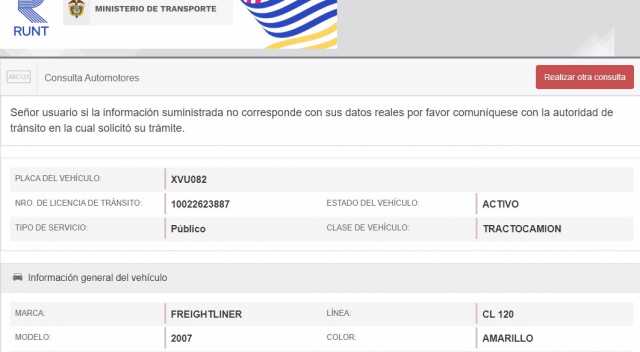 RUNT
MINISTERIO DE TRANSPORTE
ABC123 Consulta Automotores Realizar otra consulta
Señor usuario si la información suministrada no corresponde con sus datos reales por favor comuníquese con la autoridad de
tránsito en la cual solicitó su trámite.
PLACA DEL VEHÍCULO: XVU082
NRO. DE LICENCIA DE TRÁNSITO: 10022623887 ESTADO DEL VEHÍCULO: ACTIVO
TIPO DE SERVICIO: Público CLASE DE VEHÍCULO: TRACTOCAMION
Información general del vehículo
MARCA: FREIGHTLINER LÍNEA: CL 120
MODELO: 2007 COLOR: AMARILLO